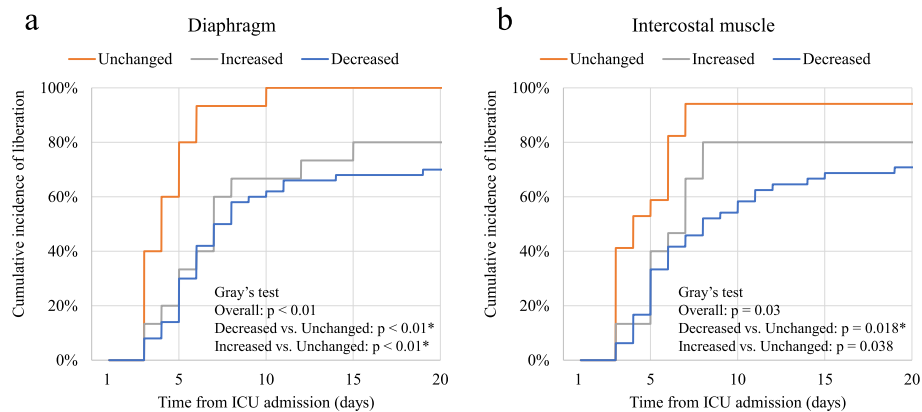 a
Diaphragm
Unchanged Increased Decreased
Cumulative incidence of liberation
100%
80%
60%
40%
20%
0%
Gray's test
Overall: p < 0.01
Decreased vs. Unchanged: p < 0.01*
Increased vs. Unchanged: p < 0.01*
1 5 10 15 20
Time from ICU admission (days)
b
Intercostal muscle
Unchanged Increased Decreased
Cumulative incidence of liberation
100%
80%
60%
40%
20%
0%
Gray's test
Overall: p = 0.03
Decreased vs. Unchanged: p = 0.018*
Increased vs. Unchanged: p = 0.038
1 5 10 15 20
Time from ICU admission (days)